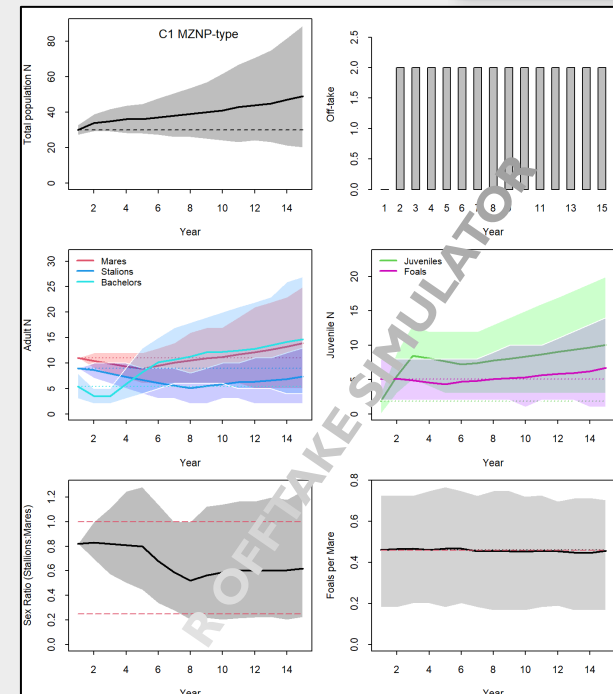 C1 MZNP-type
Total population N
0 20 40 60 80
2 4 6 8 10 12 14
Year
Off-take
0.0 0.5 1.0 1.5 2.0 2.5
1 2 3 4 5 6 7 8 9 11 13 15
Year
Mares
Stallions
Bachelors
Adult N
0 5 10 15 20 25 30
2 4 6 8 10 12 14
Year
Juveniles
Foals
Juvenile N
0 5 10 15 20
2 4 6 8 10 12 14
Year
Sex Ratio (Stallions:Mares)
0.0 0.2 0.4 0.6 0.8 1.0 1.2
2 4 6 8 10 12 14
Year
Foals per Mare
0.0 0.2 0.4 0.6 0.8
2 4 6 8 10 12 14
Year
R OFFTAKE SIMULATOR